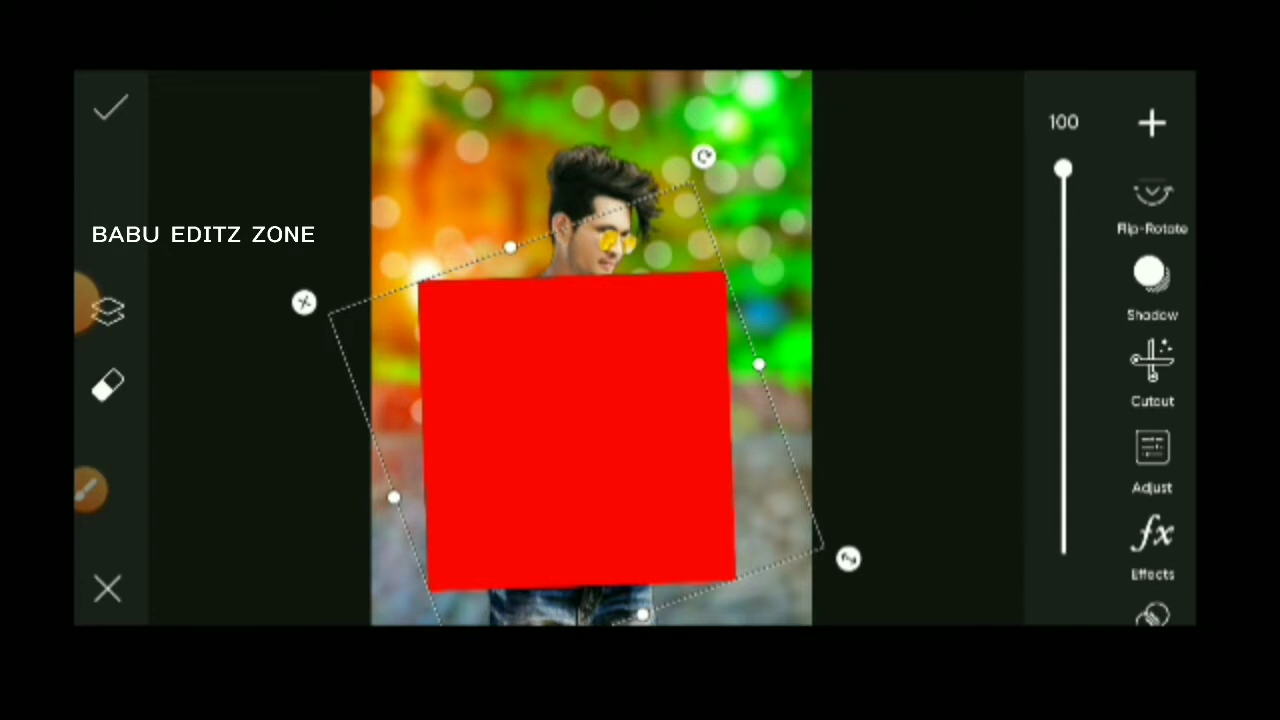 100
Flip-Rotate
BABU EDITZ ZONE
Shadow
Cutout
Adjust
fx
Effects